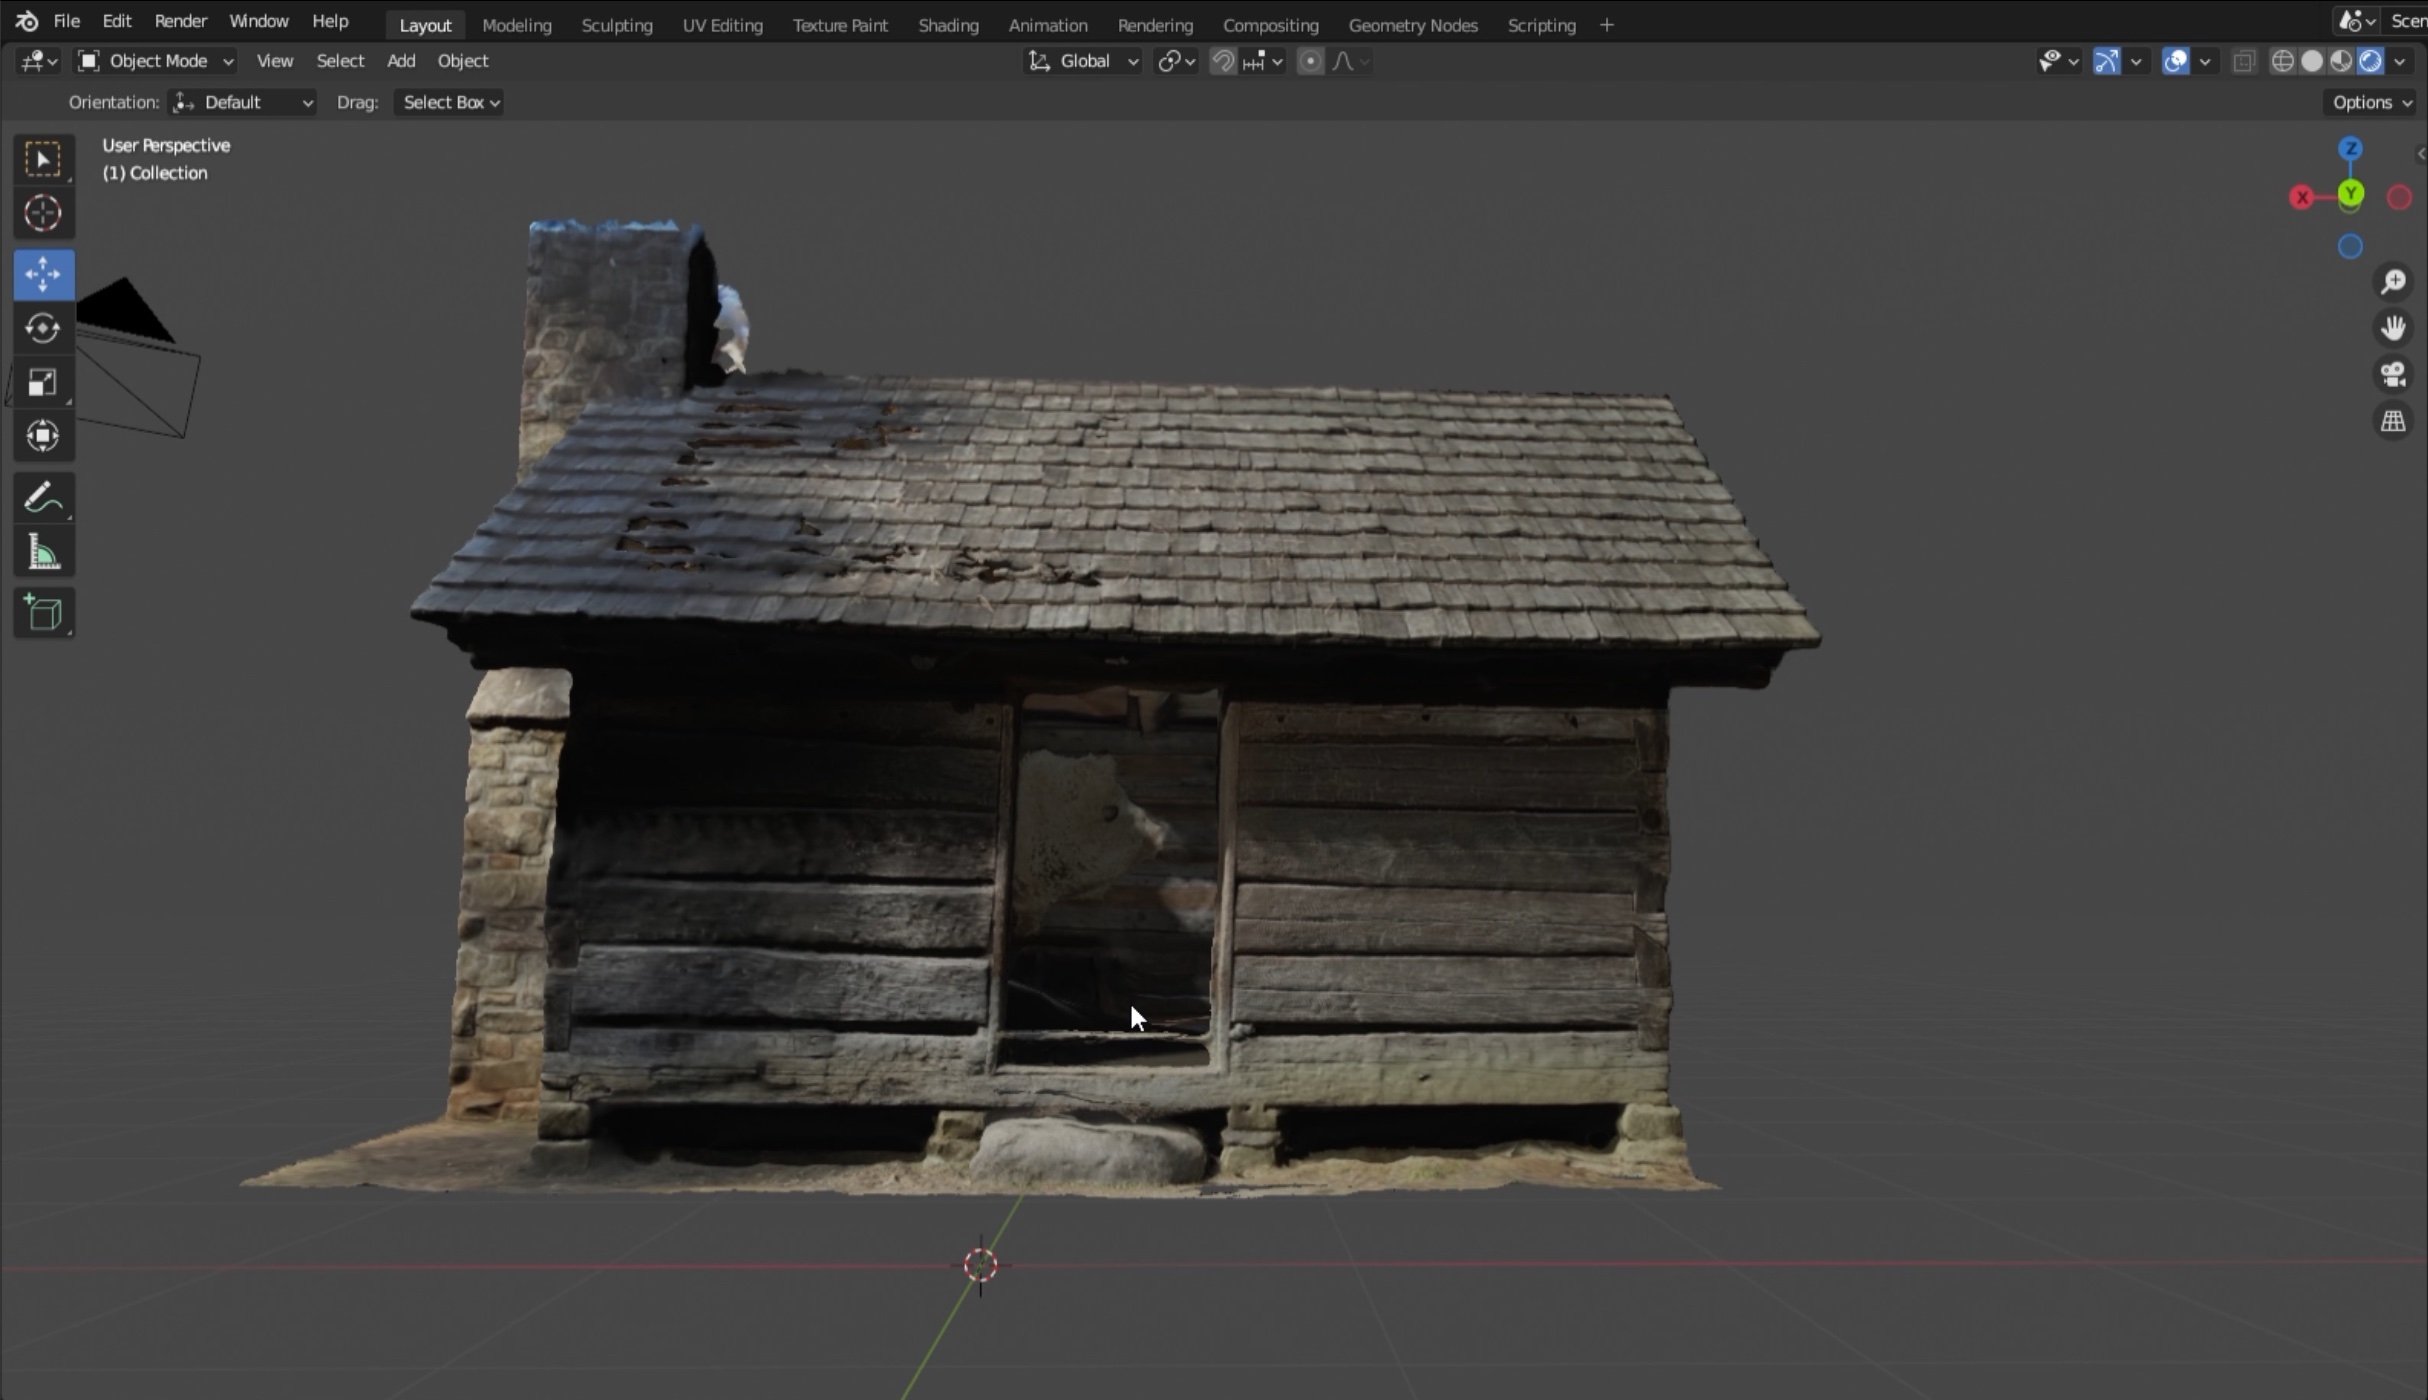 File Edit Render Window Help Layout Modeling Sculpting UV Editing Texture Paint Shading Animation Rendering Compositing Geometry Nodes Scripting + Scen
Object Mode View Select Add Object Global
Orientation: Default Drag: Select Box Options
User Perspective
(1) Collection
Z
X Y